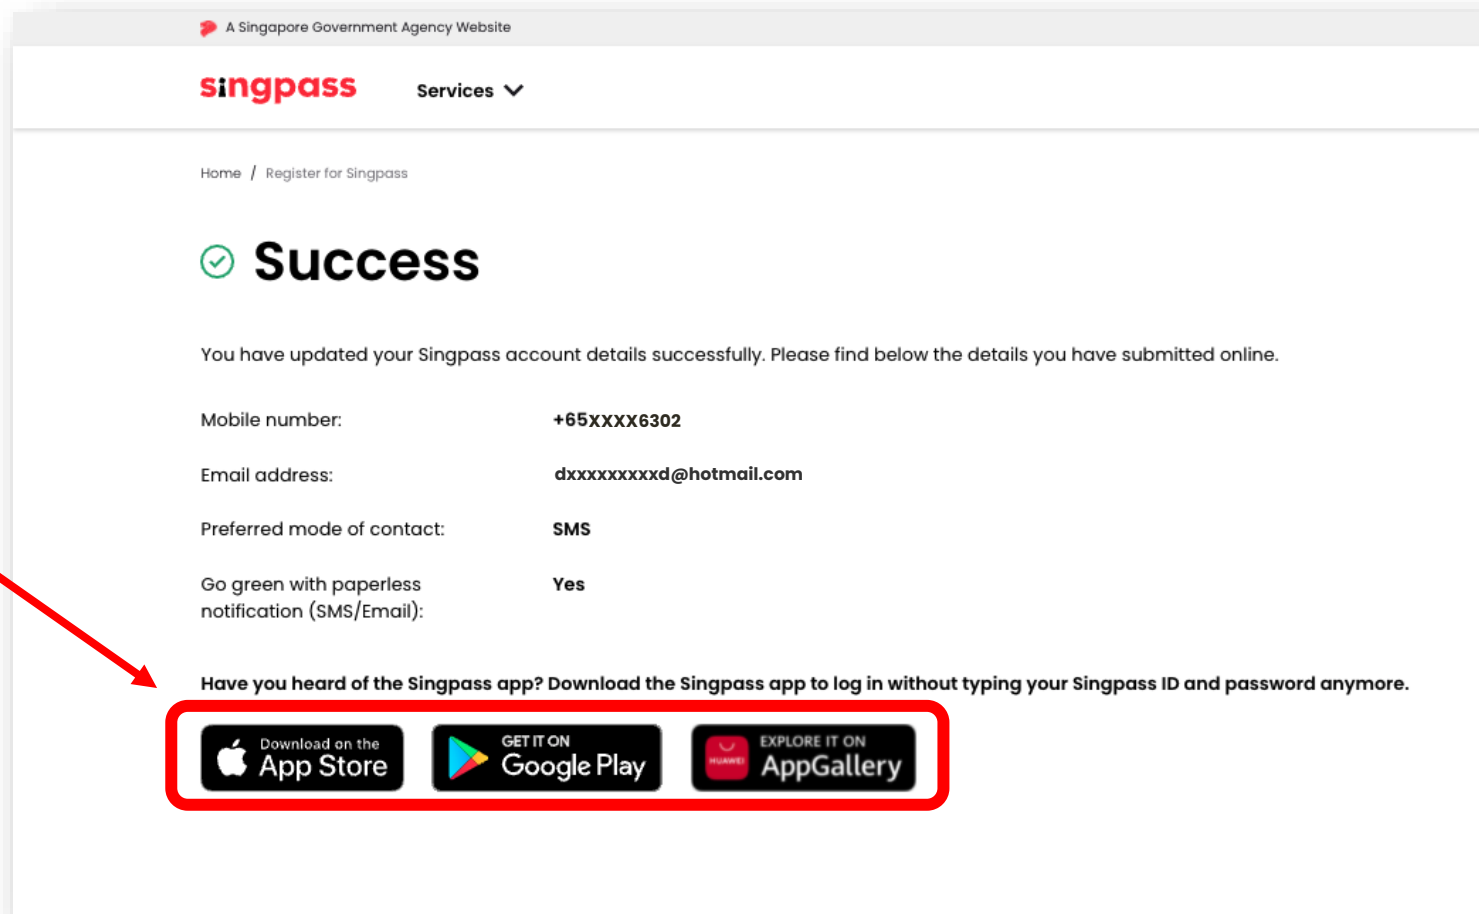 A Singapore Government Agency Website
singpass Services
Home / Register for Singpass
Success
You have updated your Singpass account details successfully. Please find below the details you have submitted online.
Mobile number: +65XXXX6302
Email address: dxxxxxxxxxd@hotmail.com
Preferred mode of contact: SMS
Go green with paperless Yes
notification (SMS/Email):
Have you heard of the Singpass app? Download the Singpass app to log in without typing your Singpass ID and password anymore.
Download on the App Store
GET IT ON Google Play
HUAWEI EXPLORE IT ON AppGallery